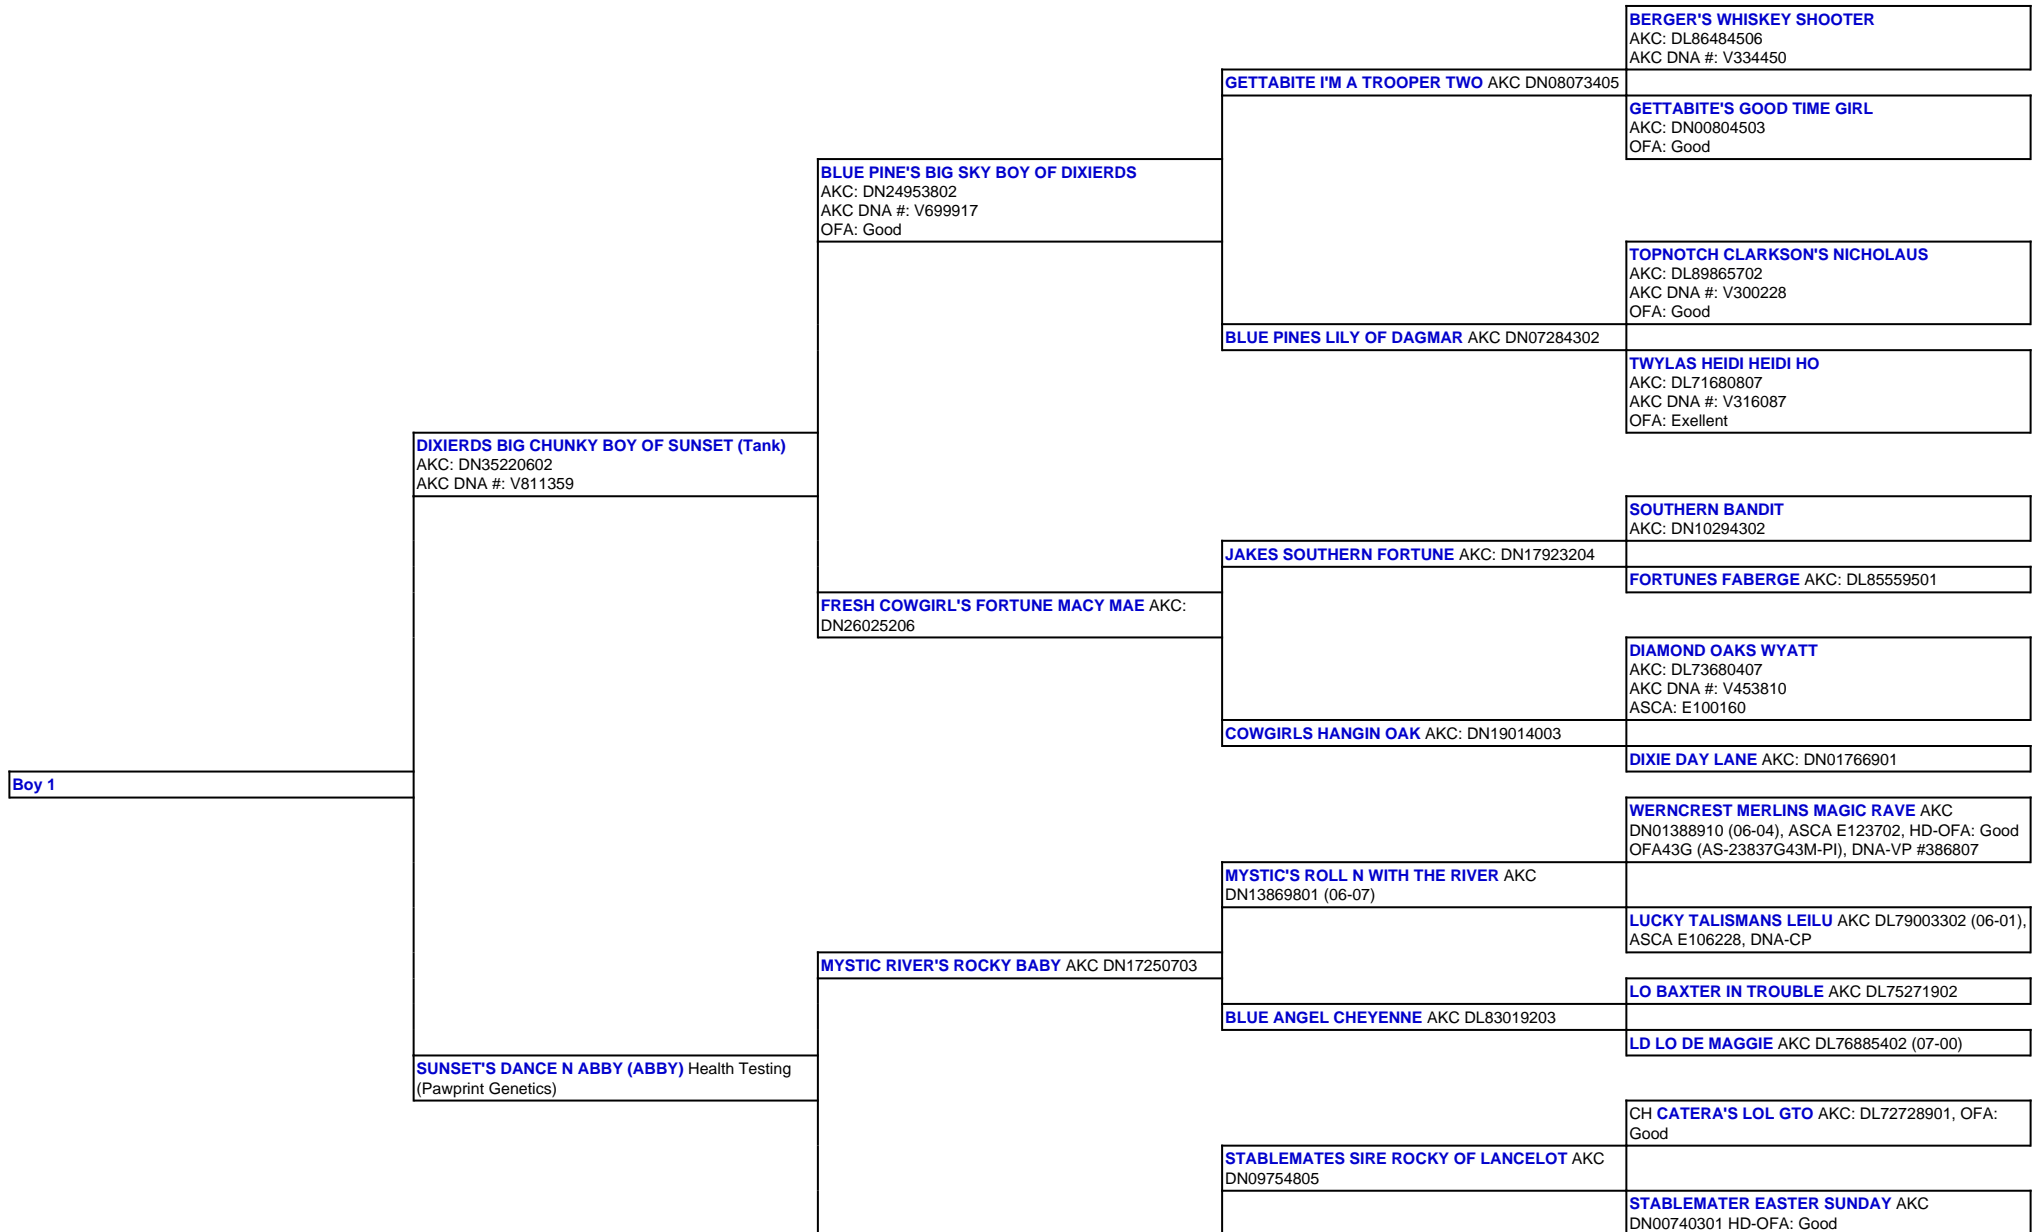 BERGER'S WHISKEY SHOOTER
AKC: DL86484506
AKC DNA #: V334450
GETTABITE I'M A TROOPER TWO AKC DN08073405
GETTABITE'S GOOD TIME GIRL
AKC: DN00804503
OFA: Good
BLUE PINE'S BIG SKY BOY OF DIXIERDS
AKC: DN24953802
AKC DNA #: V699917
OFA: Good
TOPNOTCH CLARKSON'S NICHOLAUS
AKC: DL89865702
AKC DNA #: V300228
OFA: Good
BLUE PINES LILY OF DAGMAR AKC DN07284302
TWYLAS HEIDI HEIDI HO
AKC: DL71680807
AKC DNA #: V316087
OFA: Exellent
DIXIERDS BIG CHUNKY BOY OF SUNSET (Tank)
AKC: DN35220602
AKC DNA #: V811359
SOUTHERN BANDIT
AKC: DN10294302
JAKES SOUTHERN FORTUNE AKC: DN17923204
FORTUNES FABERGE AKC: DL85559501
FRESH COWGIRL'S FORTUNE MACY MAE AKC:
DN26025206
DIAMOND OAKS WYATT
AKC: DL73680407
AKC DNA #: V453810
ASCA: E100160
COWGIRLS HANGIN OAK AKC: DN19014003
DIXIE DAY LANE AKC: DN01766901
Boy 1
WERNCREST MERLINS MAGIC RAVE AKC
DN01388910 (06-04), ASCA E123702, HD-OFA: Good
OFA43G (AS-23837G43M-PI), DNA-VP #386807
MYSTIC'S ROLL N WITH THE RIVER AKC
DN13869801 (06-07)
LUCKY TALISMANS LEILU AKC DL79003302 (06-01),
ASCA E106228, DNA-CP
MYSTIC RIVER'S ROCKY BABY AKC DN17250703
LO BAXTER IN TROUBLE AKC DL75271902
BLUE ANGEL CHEYENNE AKC DL83019203
LD LO DE MAGGIE AKC DL76885402 (07-00)
SUNSET'S DANCE N ABBY (ABBY) Health Testing
(Pawprint Genetics)
CH CATERA'S LOL GTO AKC: DL72728901, OFA:
Good
STABLEMATES SIRE ROCKY OF LANCELOT AKC
DN09754805
STABLEMATER EASTER SUNDAY AKC
DN00740301 HD-OFA: Good